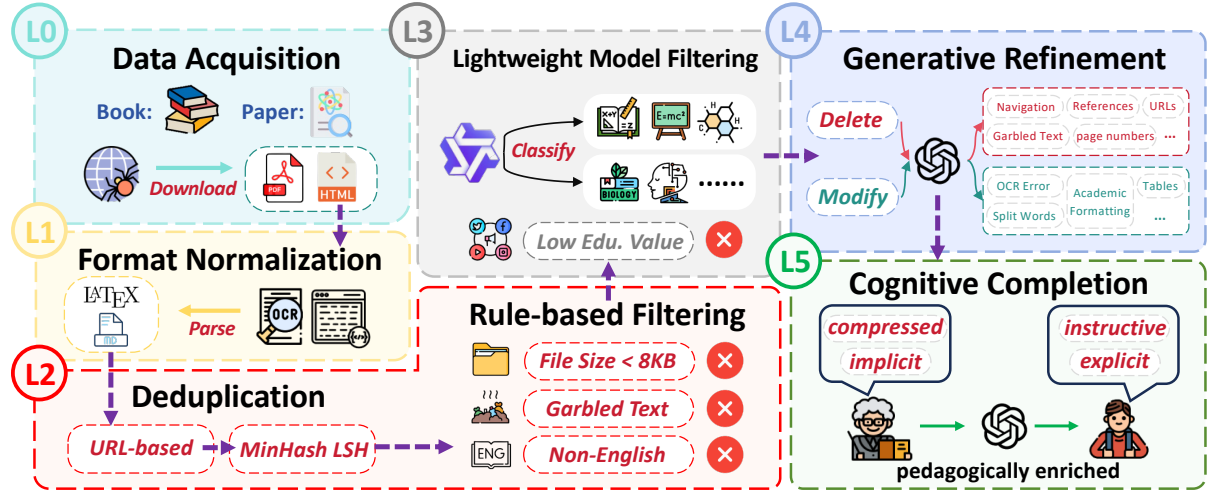 L0
Data Acquisition
Book:
Paper:
Download
PDF
HTML
L1
Format Normalization
LATEX
MD
Parse
OCR
L2
Deduplication
URL-based
MinHash LSH
Rule-based Filtering
File Size < 8KB
Garbled Text
ENG
Non-English
L3
Lightweight Model Filtering
Classify
X+Y
=Z
E=mc²
H
C
H
BIOLOGY
······
Low Edu. Value
L4
Generative Refinement
Delete
Modify
Navigation
References
URLs
Garbled Text
page numbers
...
OCR Error
Academic
Formatting
Tables
Split Words
...
L5
Cognitive Completion
compressed
implicit
instructive
explicit
pedagogically enriched